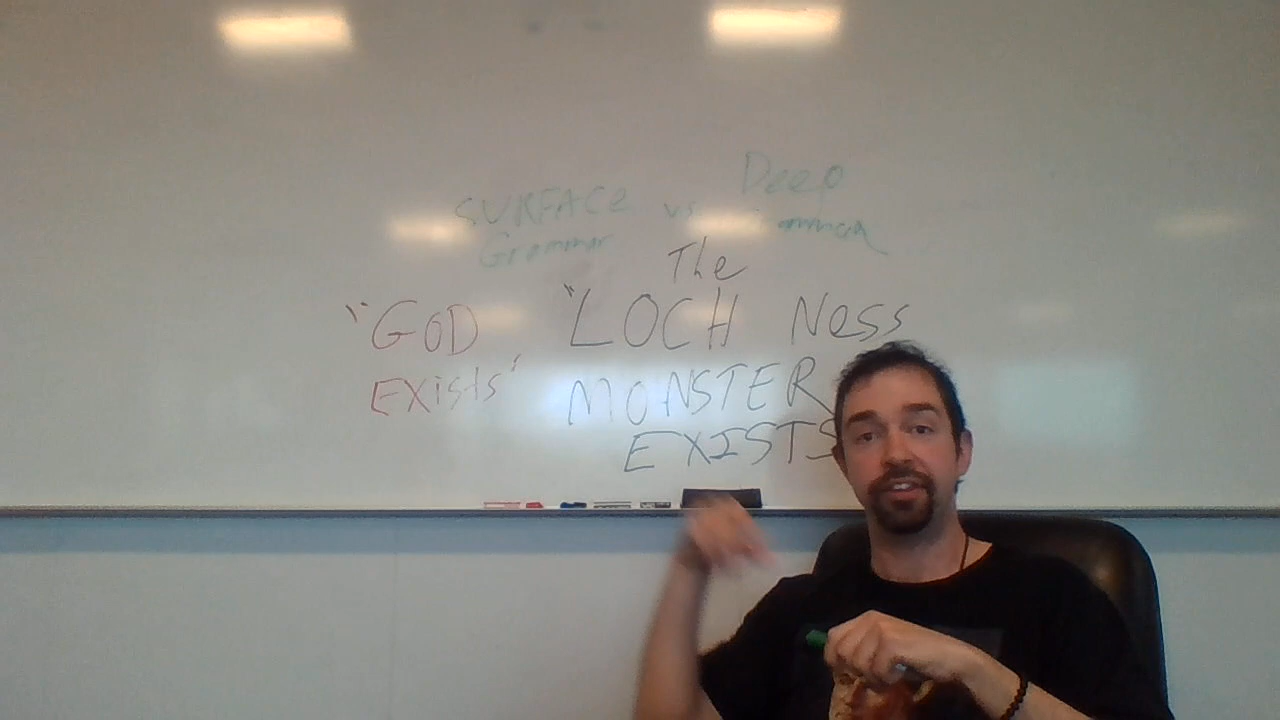 SURFACE vs Deep
Grammar
The
"GOD "LOCH Ness
EXists" MONSTER
EXISTS